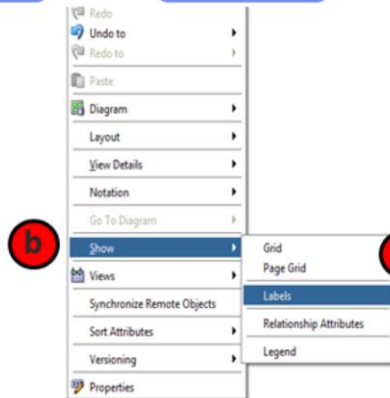 Redo
Undo to
Redo to
Paste
Diagram
Layout
View Details
Notation
Go To Diagram
b
Show
Grid
Page Grid
Views
Labels
Synchronize Remote Objects
Relationship Attributes
Sort Attributes
Legend
Versioning
Properties